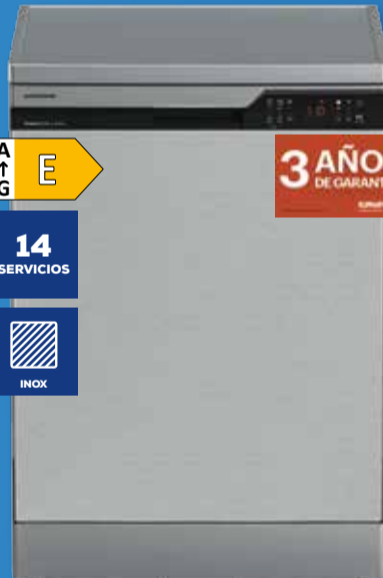 A
↑
G
E
3 AÑO
DE GARANT
14
SERVICIOS
INOX